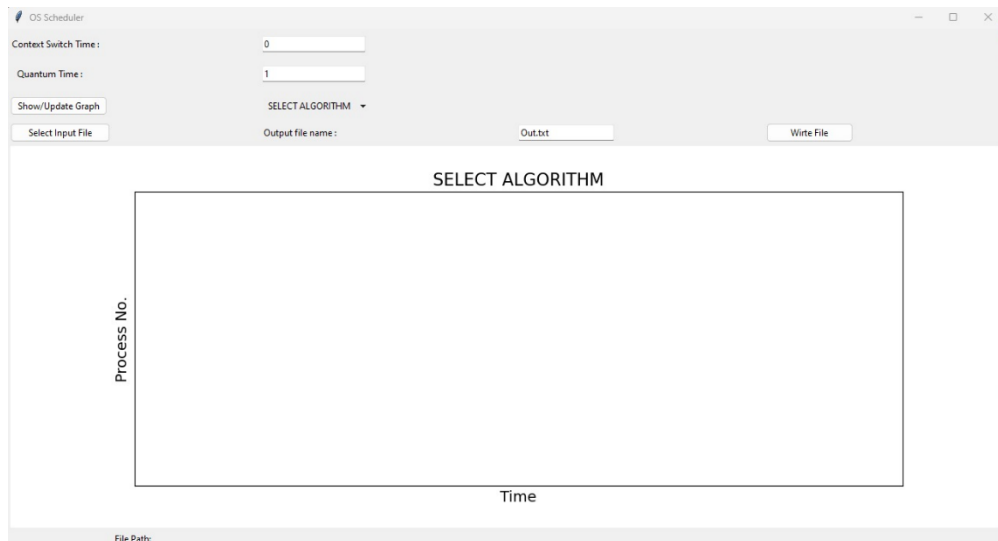 OS Scheduler
Context Switch Time :
0
Quantum Time :
1
Show/Update Graph
SELECT ALGORITHM
Select Input File
Output file name :
Out.txt
Wirte File
SELECT ALGORITHM
Process No.
Time
File Path: